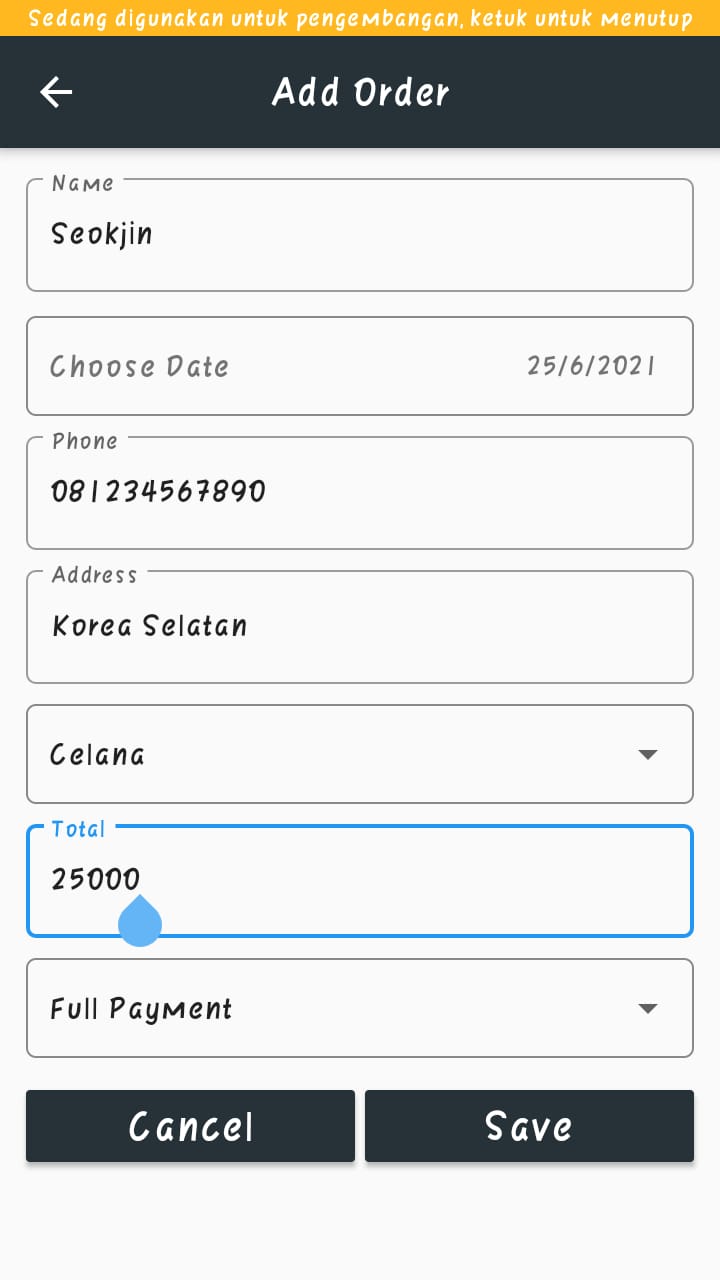 Sedang digunakan untuk pengembangan, ketuk untuk menutup
Add Order
Name
Seokjin
Choose Date 25/6/2021
Phone
081234567890
Address
Korea Selatan
Celana
Total
25000
Full Payment
Cancel Save